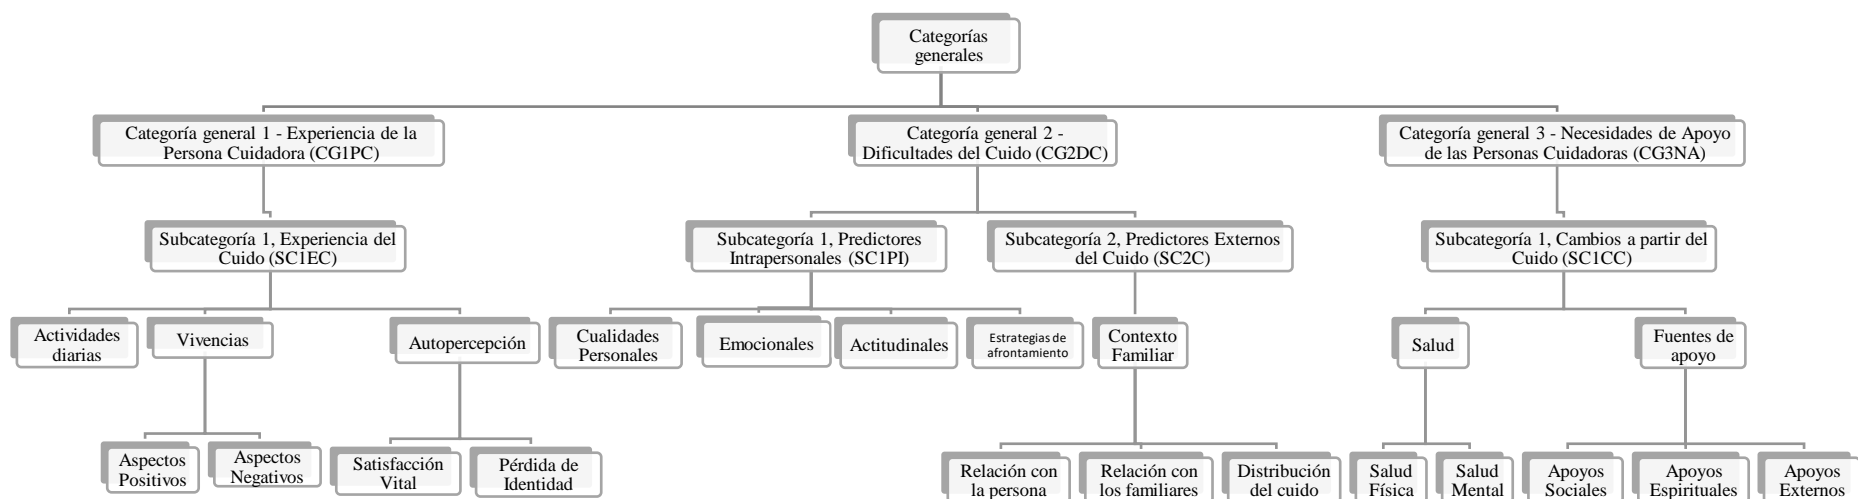 Categorías
generales
Categoría general 1 - Experiencia de la
Persona Cuidadora (CG1PC)
Categoría general 2 -
Dificultades del Cuido (CG2DC)
Categoría general 3 - Necesidades de Apoyo
de las Personas Cuidadoras (CG3NA)
Subcategoría 1, Experiencia del
Cuido (SC1EC)
Subcategoría 1, Predictores
Intrapersonales (SC1PI)
Subcategoría 2, Predictores Externos
del Cuido (SC2C)
Subcategoría 1, Cambios a partir del
Cuido (SC1CC)
Actividades
diarias
Vivencias
Autopercepción
Cualidades
Personales
Emocionales
Actitudinales
Estrategias de
afrontamiento
Contexto
Familiar
Salud
Fuentes de
apoyo
Aspectos
Positivos
Aspectos
Negativos
Satisfacción
Vital
Pérdida de
Identidad
Relación con
la persona
Relación con
los familiares
Distribución
del cuido
Salud
Física
Salud
Mental
Apoyos
Sociales
Apoyos
Espirituales
Apoyos
Externos